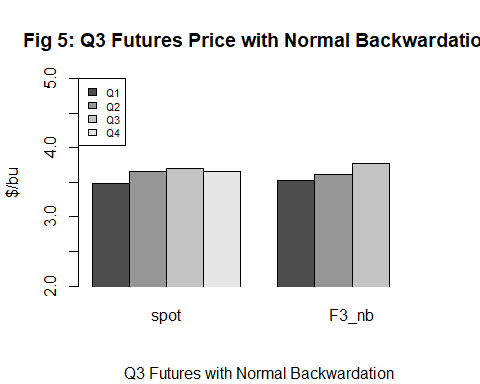 Fig 5: Q3 Futures Price with Normal Backwardatio
5.0
4.0
3.0
2.0
$/bu
Q1
Q2
Q3
Q4
spot
F3_nb
Q3 Futures with Normal Backwardation